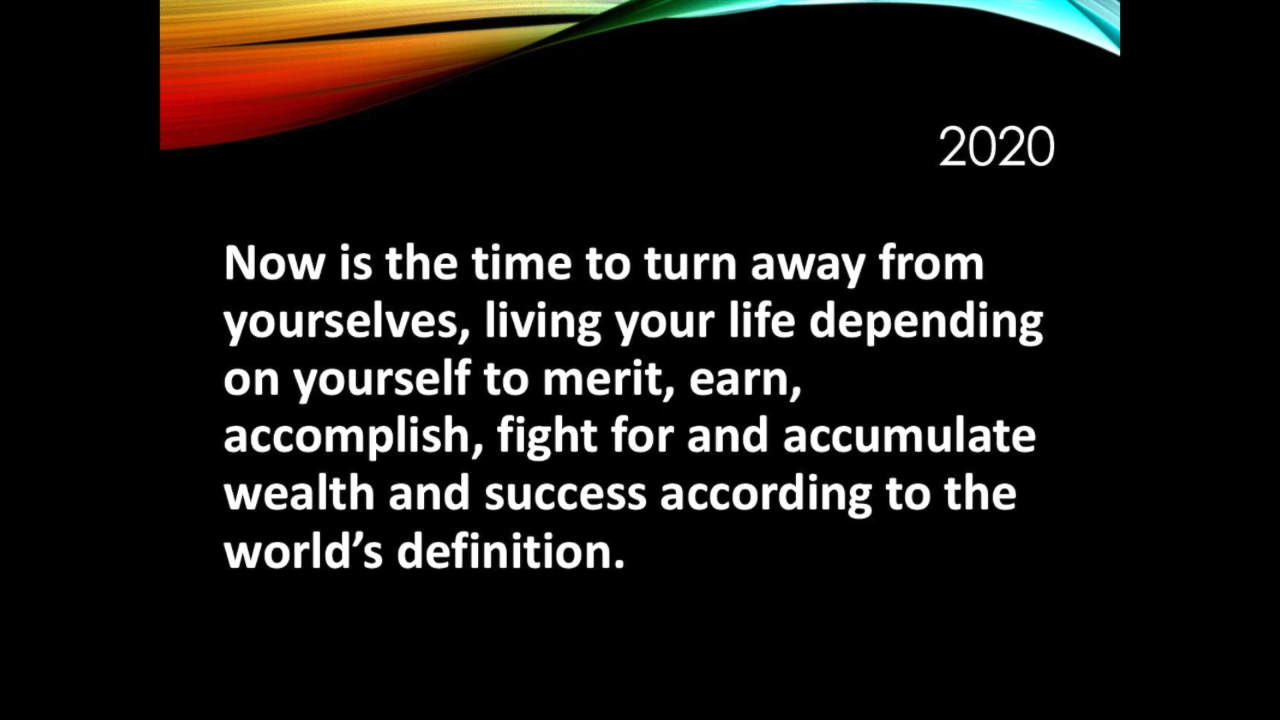 2020
Now is the time to turn away from
yourselves, living your life depending
on yourself to merit, earn,
accomplish, fight for and accumulate
wealth and success according to the
world’s definition.